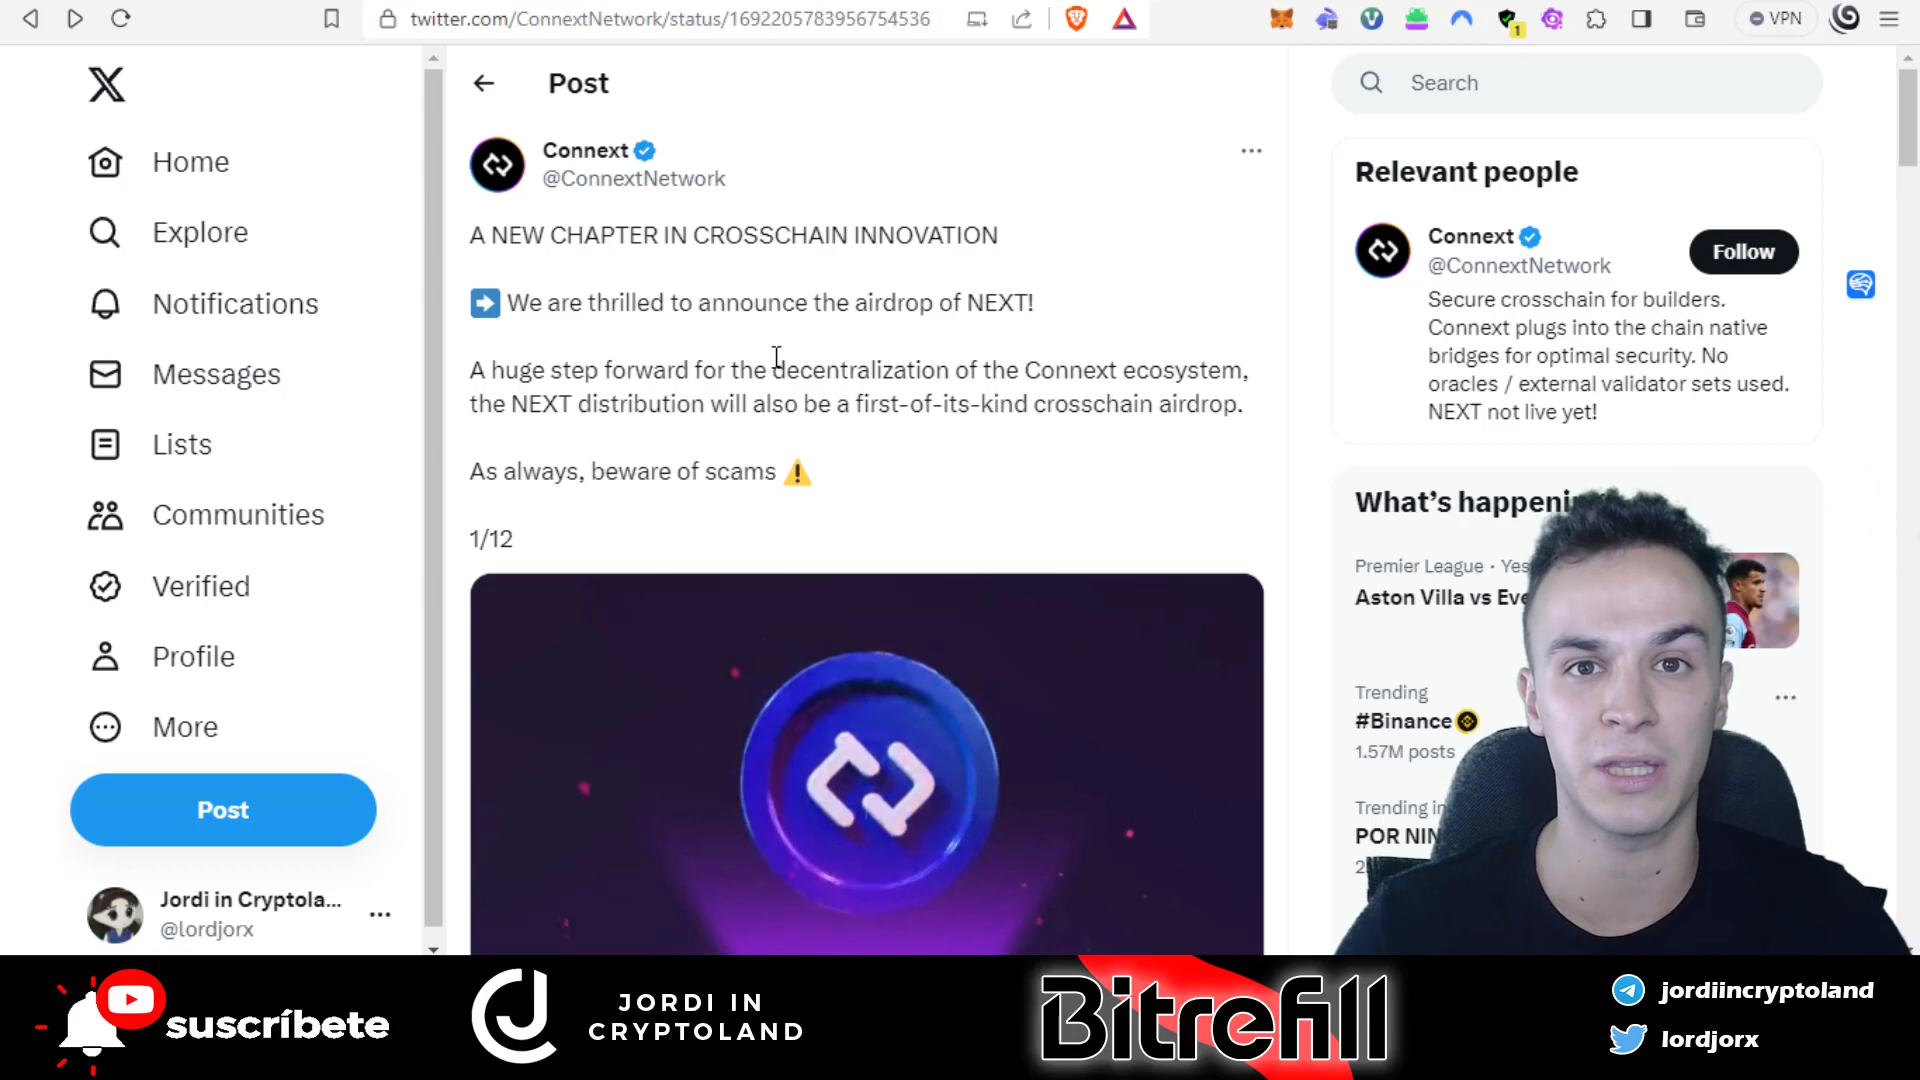 twitter.com/ConnextNetwork/status/1692205783956754536
1
VPN
Home
Explore
Notifications
Messages
Lists
Communities
Verified
Profile
More
Post
Jordi in Cryptola...
@lordjorx
Post
Connext
@ConnextNetwork
A NEW CHAPTER IN CROSSCHAIN INNOVATION
We are thrilled to announce the airdrop of NEXT!
A huge step forward for the decentralization of the Connext ecosystem,
the NEXT distribution will also be a first-of-its-kind crosschain airdrop.
As always, beware of scams ⚠️
1/12
Search
Relevant people
Connext
@ConnextNetwork
Follow
Secure crosschain for builders.
Connext plugs into the chain native
bridges for optimal security. No
oracles / external validator sets used.
NEXT not live yet!
What's happeni
Premier League · Yes
Aston Villa vs Eve
Trending
#Binance
1.57M posts
Trending in
POR NIN
2
suscríbete
JORDI IN
CRYPTOLAND
Bitrefill
jordiincryptoland
lordjorx